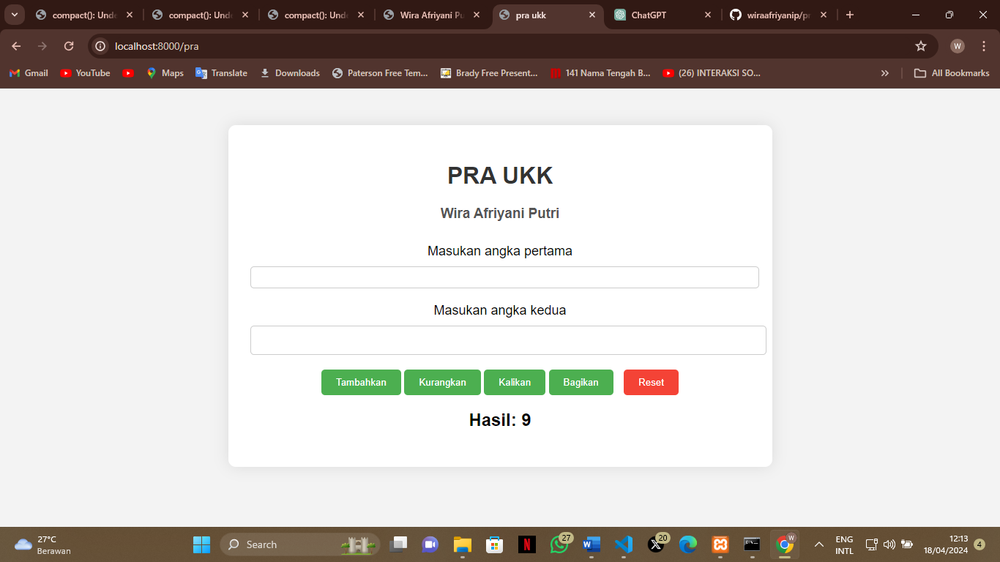 compact(): Unde
compact(): Unde
compact(): Unde
Wira Afriyani Pu
pra ukk
ChatGPT
wiraafriyanip/pr
localhost:8000/pra
W
Gmail
YouTube
Maps
Translate
Downloads
Paterson Free Tem...
Brady Free Present...
141 Nama Tengah B...
(26) INTERAKSI SO...
All Bookmarks
PRA UKK
Wira Afriyani Putri
Masukan angka pertama
Masukan angka kedua
Tambahkan Kurangkan Kalikan Bagikan Reset
Hasil: 9
27°C
Berawan
Search
27
20
W
ENG
INTL
12:13
18/04/2024
4